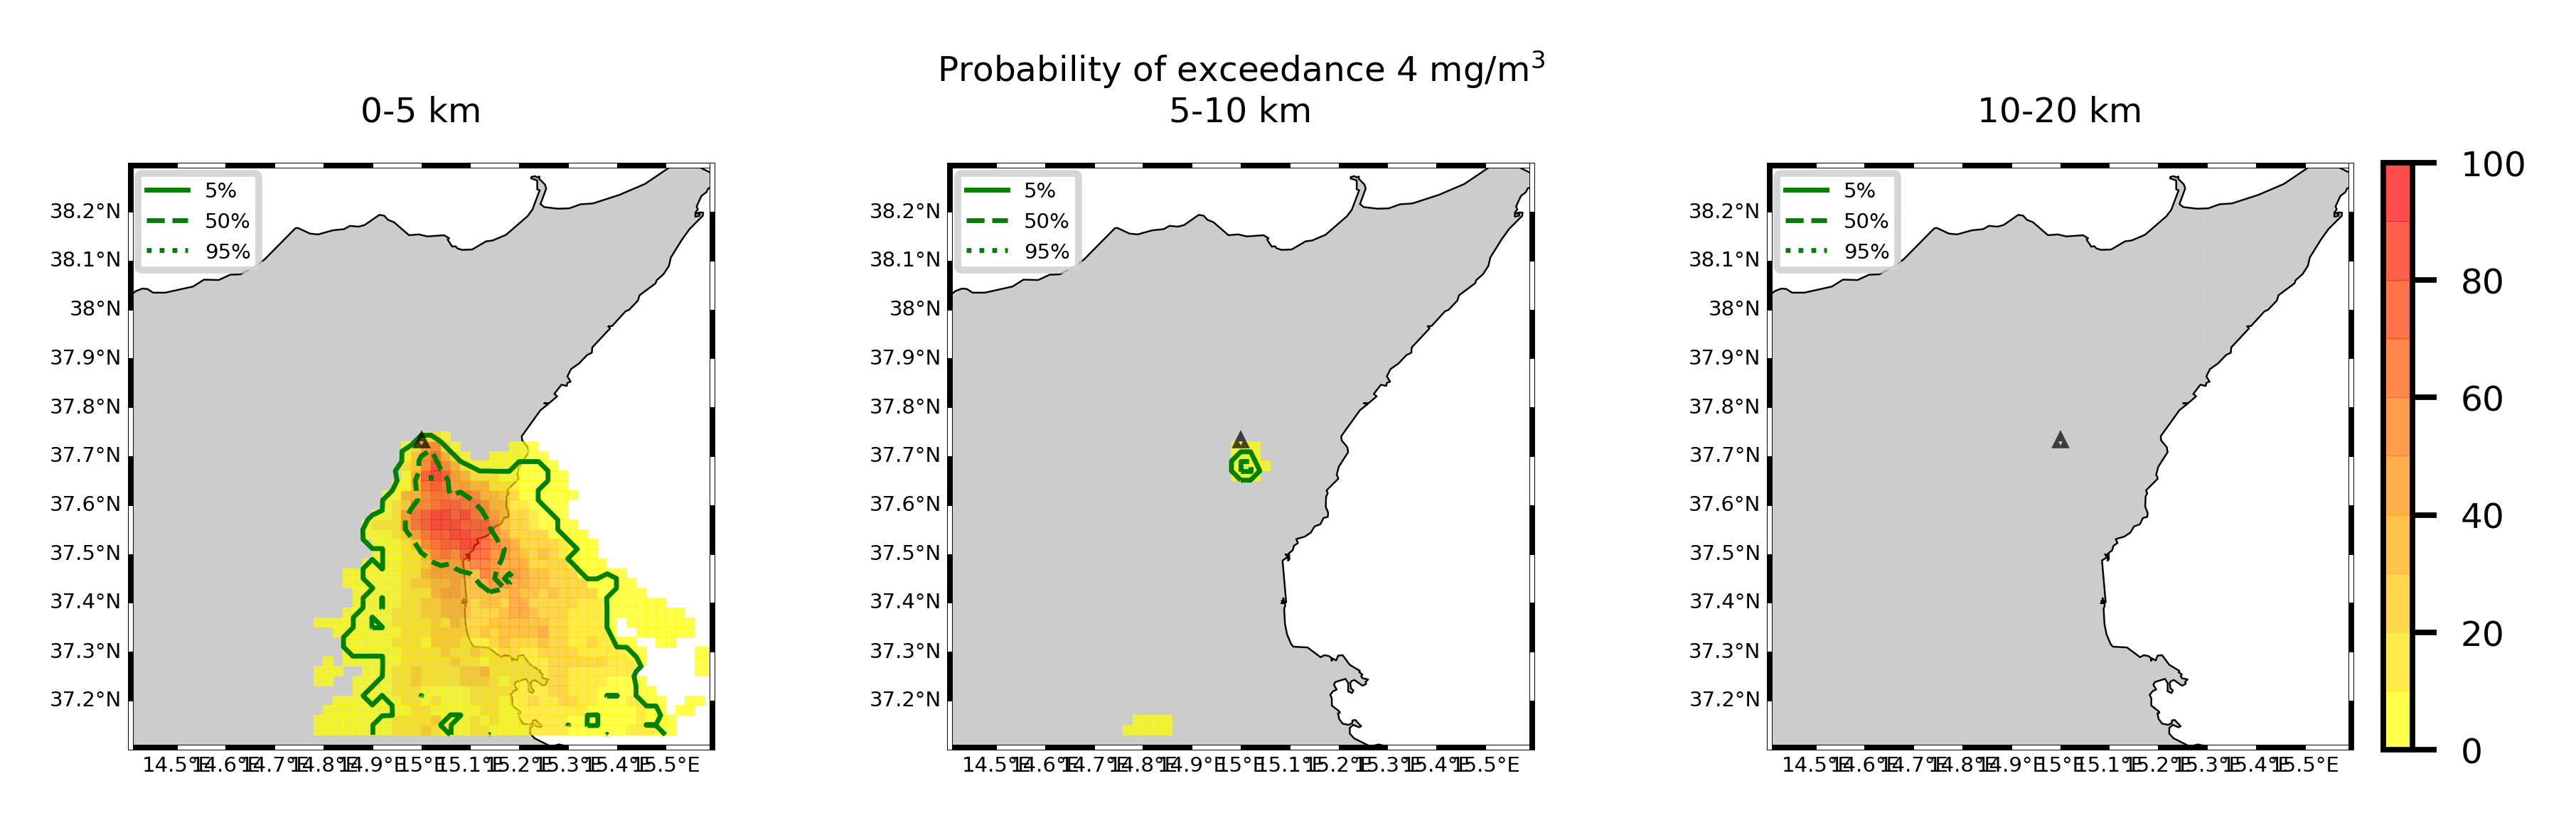 Probability of exceedance 4 mg/m³
0-5 km
5%
50%
95%
38.2°N
38.1°N
38°N
37.9°N
37.8°N
37.7°N
37.6°N
37.5°N
37.4°N
37.3°N
37.2°N
14.5°E 14.6°E 14.7°E 14.8°E 14.9°E 15°E 15.1°E 15.2°E 15.3°E 15.4°E 15.5°E
5-10 km
5%
50%
95%
38.2°N
38.1°N
38°N
37.9°N
37.8°N
37.7°N
37.6°N
37.5°N
37.4°N
37.3°N
37.2°N
14.5°E 14.6°E 14.7°E 14.8°E 14.9°E 15°E 15.1°E 15.2°E 15.3°E 15.4°E 15.5°E
10-20 km
5%
50%
95%
38.2°N
38.1°N
38°N
37.9°N
37.8°N
37.7°N
37.6°N
37.5°N
37.4°N
37.3°N
37.2°N
14.5°E 14.6°E 14.7°E 14.8°E 14.9°E 15°E 15.1°E 15.2°E 15.3°E 15.4°E 15.5°E
100
80
60
40
20
0